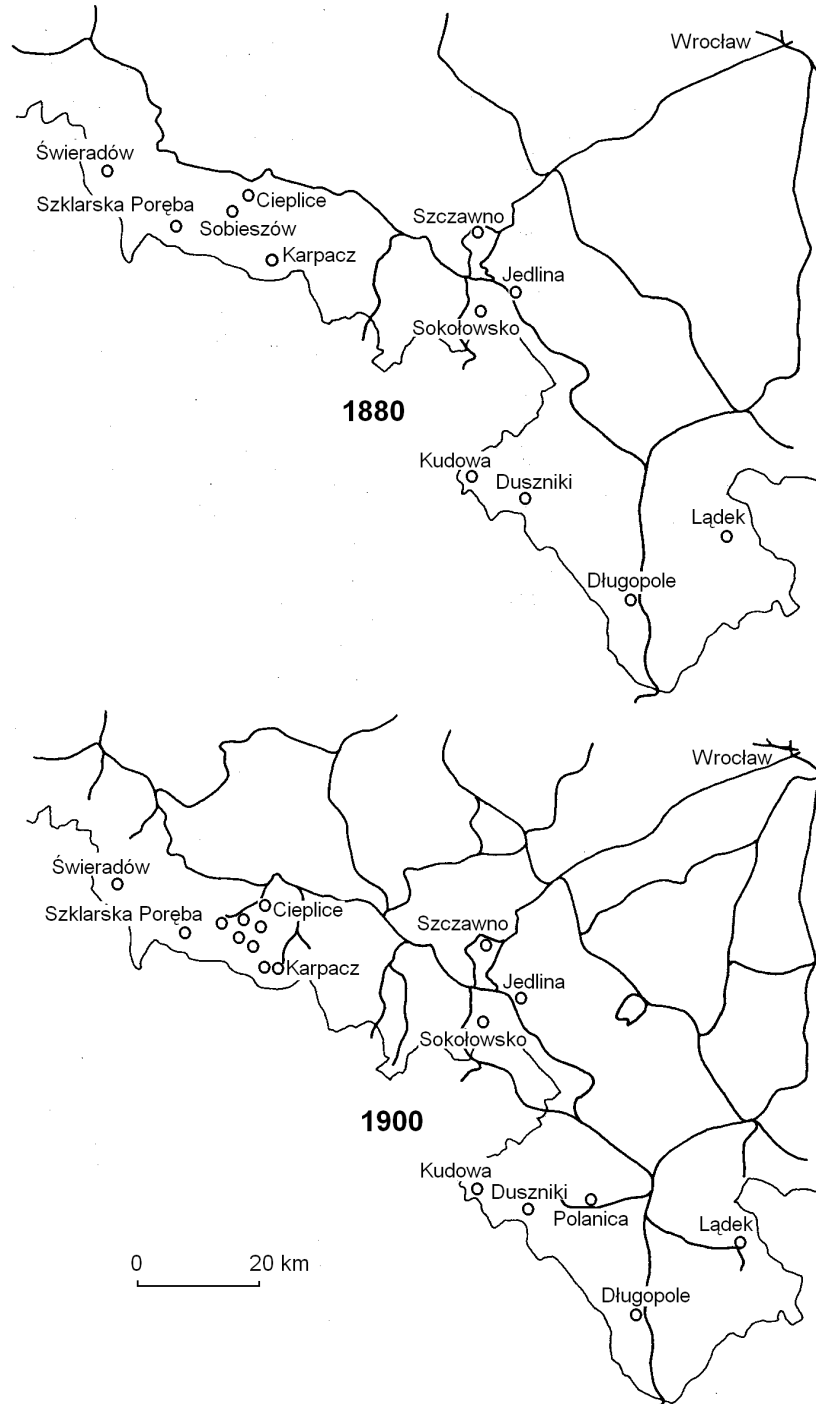 Wrocław
Świeradów
Szklarska Poręba
Cieplice
Sobieszów
Karpacz
Szczawno
Jedlina
Sokołowsko
1880
Kudowa
Duszniki
Lądek
Długopole
Wrocław
Świeradów
Szklarska Poręba
Cieplice
Karpacz
Szczawno
Jedlina
Sokołowsko
1900
Kudowa
Duszniki
Polanica
Lądek
0 20 km
Długopole